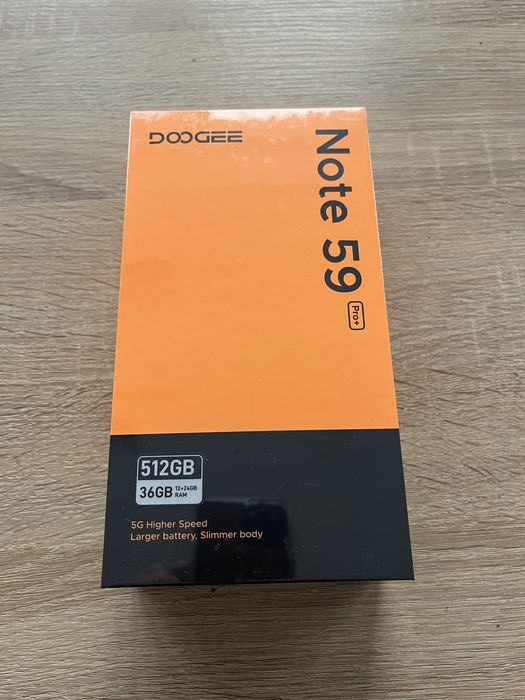 DOOGEE
Note 59 Pro+
512GB
36GB 12+24GB RAM
5G Higher Speed
Larger battery, Slimmer body